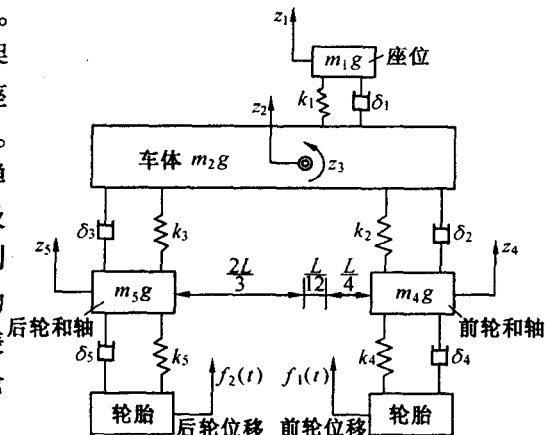 z₁
m₁g
座位
k₁
δ₁
z₂
车体 m₂g
z₃
δ₃
k₃
k₂
δ₂
z₅
z₄
m₅g
2L/3
L/12
L/4
m₄g
后轮和轴
前轮和轴
δ₅
k₅
k₄
δ₄
f₂(t)
f₁(t)
轮胎
后轮位移
前轮位移
轮胎